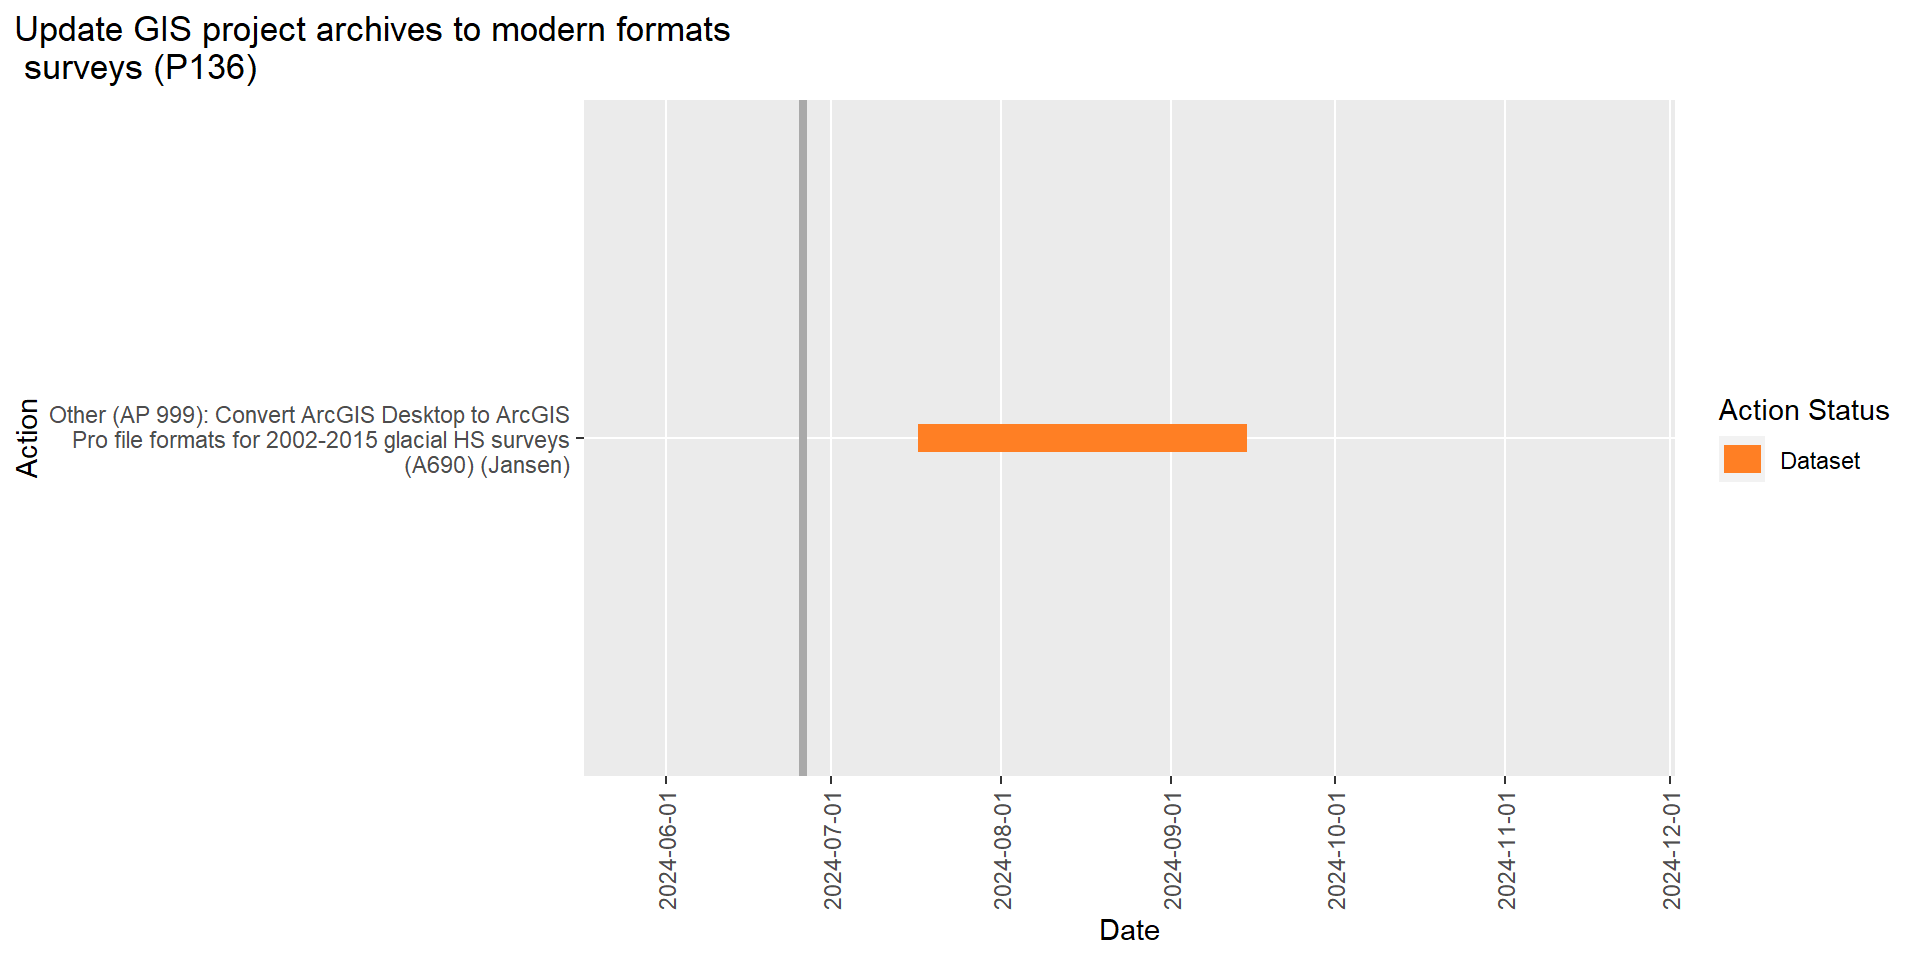 Update GIS project archives to modern formats
surveys (P136)
Action
Other (AP 999): Convert ArcGIS Desktop to ArcGIS
Pro file formats for 2002-2015 glacial HS surveys
(A690) (Jansen)
Action Status
Dataset
2024-06-01
2024-07-01
2024-08-01
2024-09-01
2024-10-01
2024-11-01
2024-12-01
Date